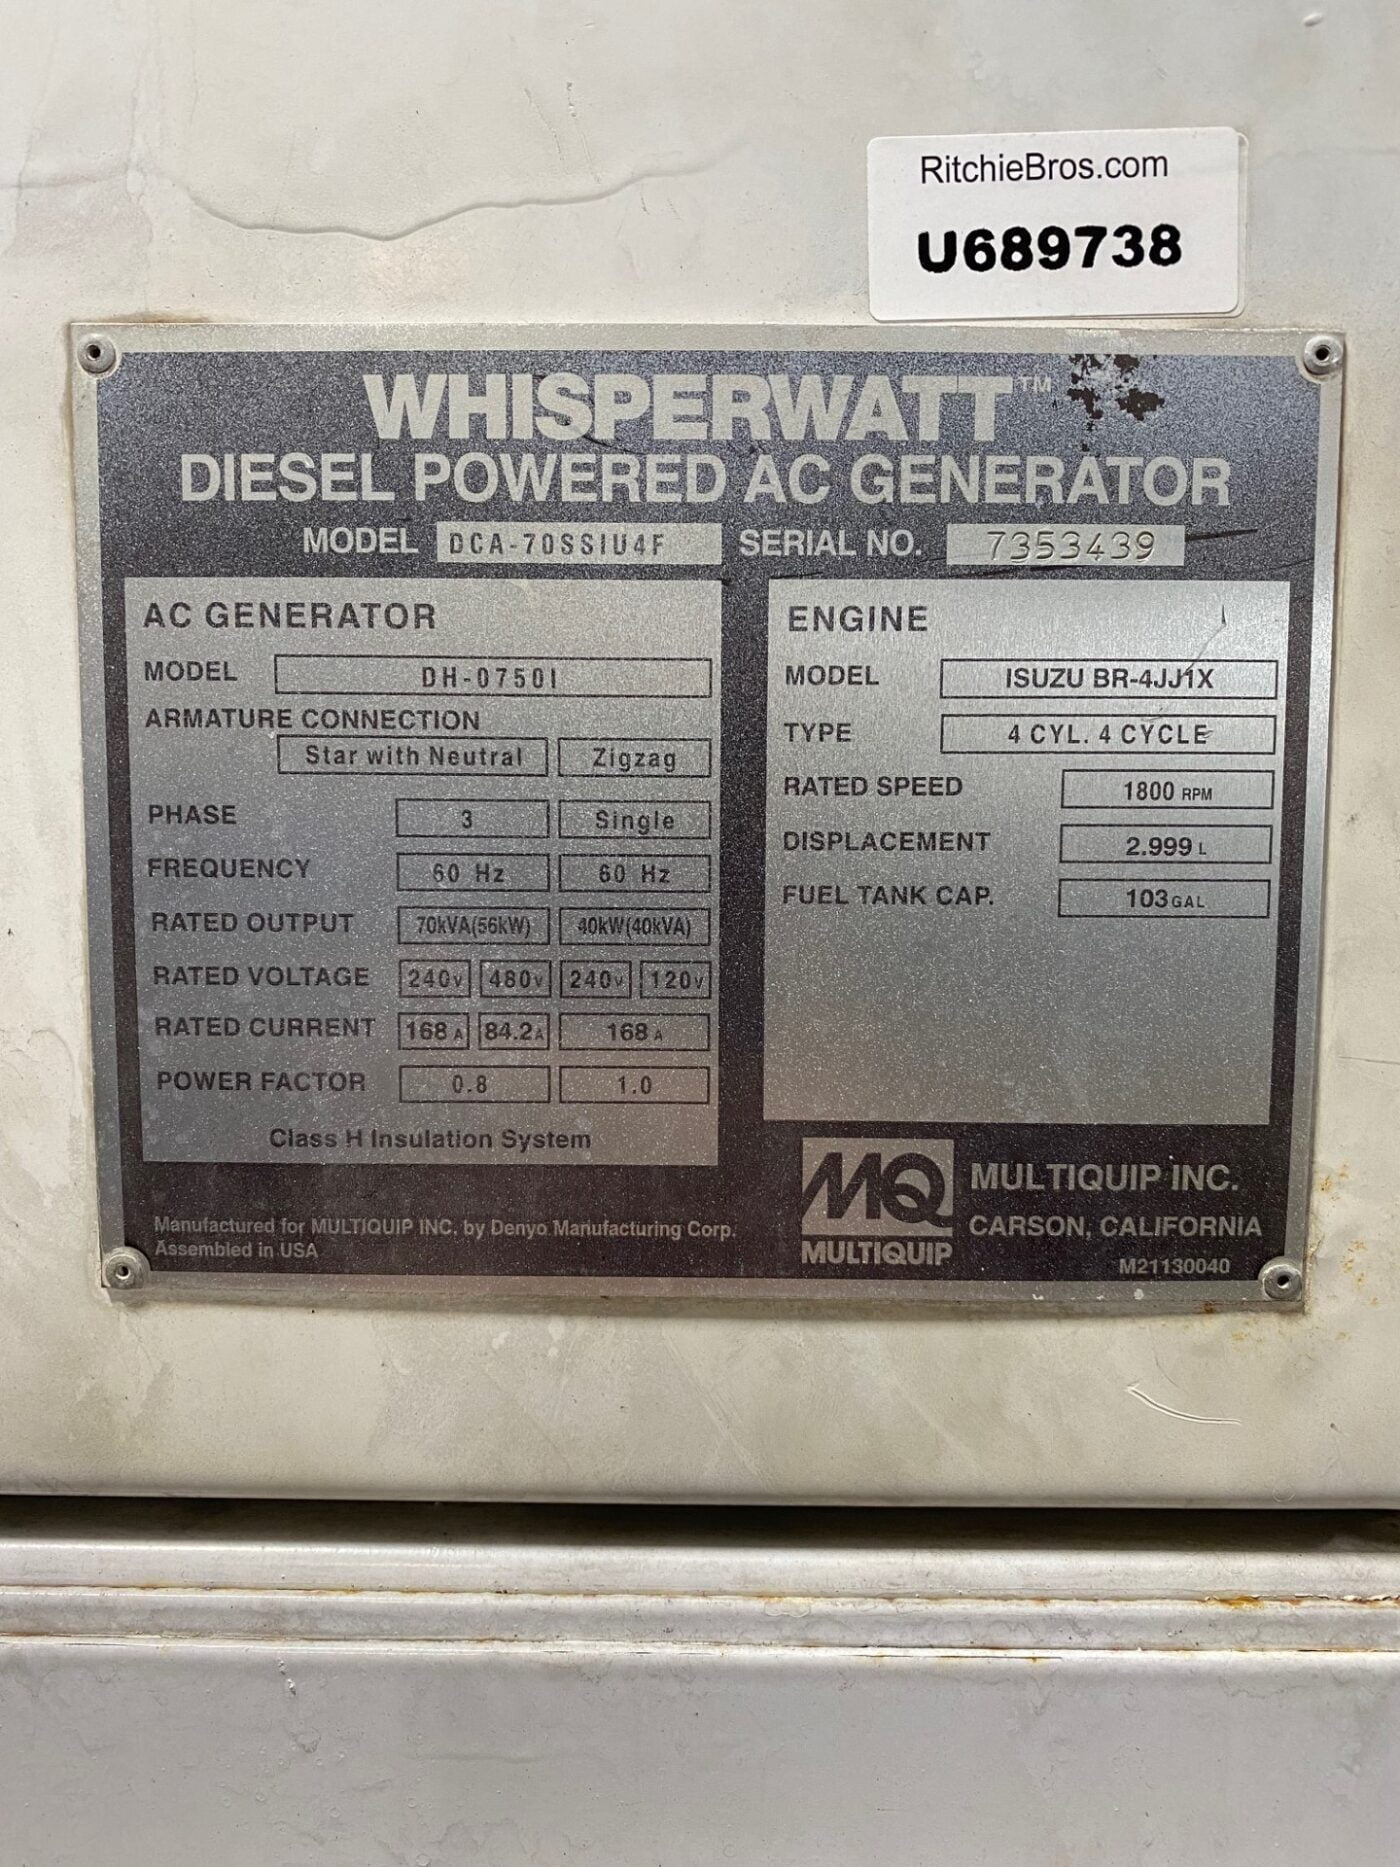 RitchieBros.com
U689738
WHISPERWATT™
DIESEL POWERED AC GENERATOR
MODEL DCA-70SSIU4F SERIAL NO. 7353439
AC GENERATOR
MODEL DH-0750I
ARMATURE CONNECTION
Star with Neutral Zigzag
PHASE 3 Single
FREQUENCY 60 Hz 60 Hz
RATED OUTPUT 70kVA(56kW) 40kW(40kVA)
RATED VOLTAGE 240V 480V 240V 120V
RATED CURRENT 168 A 84.2A 168 A
POWER FACTOR 0.8 1.0
Class H Insulation System
ENGINE
MODEL ISUZU BR-4JJ1X
TYPE 4 CYL. 4 CYCLE
RATED SPEED 1800 RPM
DISPLACEMENT 2.999 L
FUEL TANK CAP. 103 GAL
Manufactured for MULTIQUIP INC. by Denyo Manufacturing Corp.
Assembled in USA
MQ
MULTIQUIP
MULTIQUIP INC.
CARSON, CALIFORNIA
M21130040